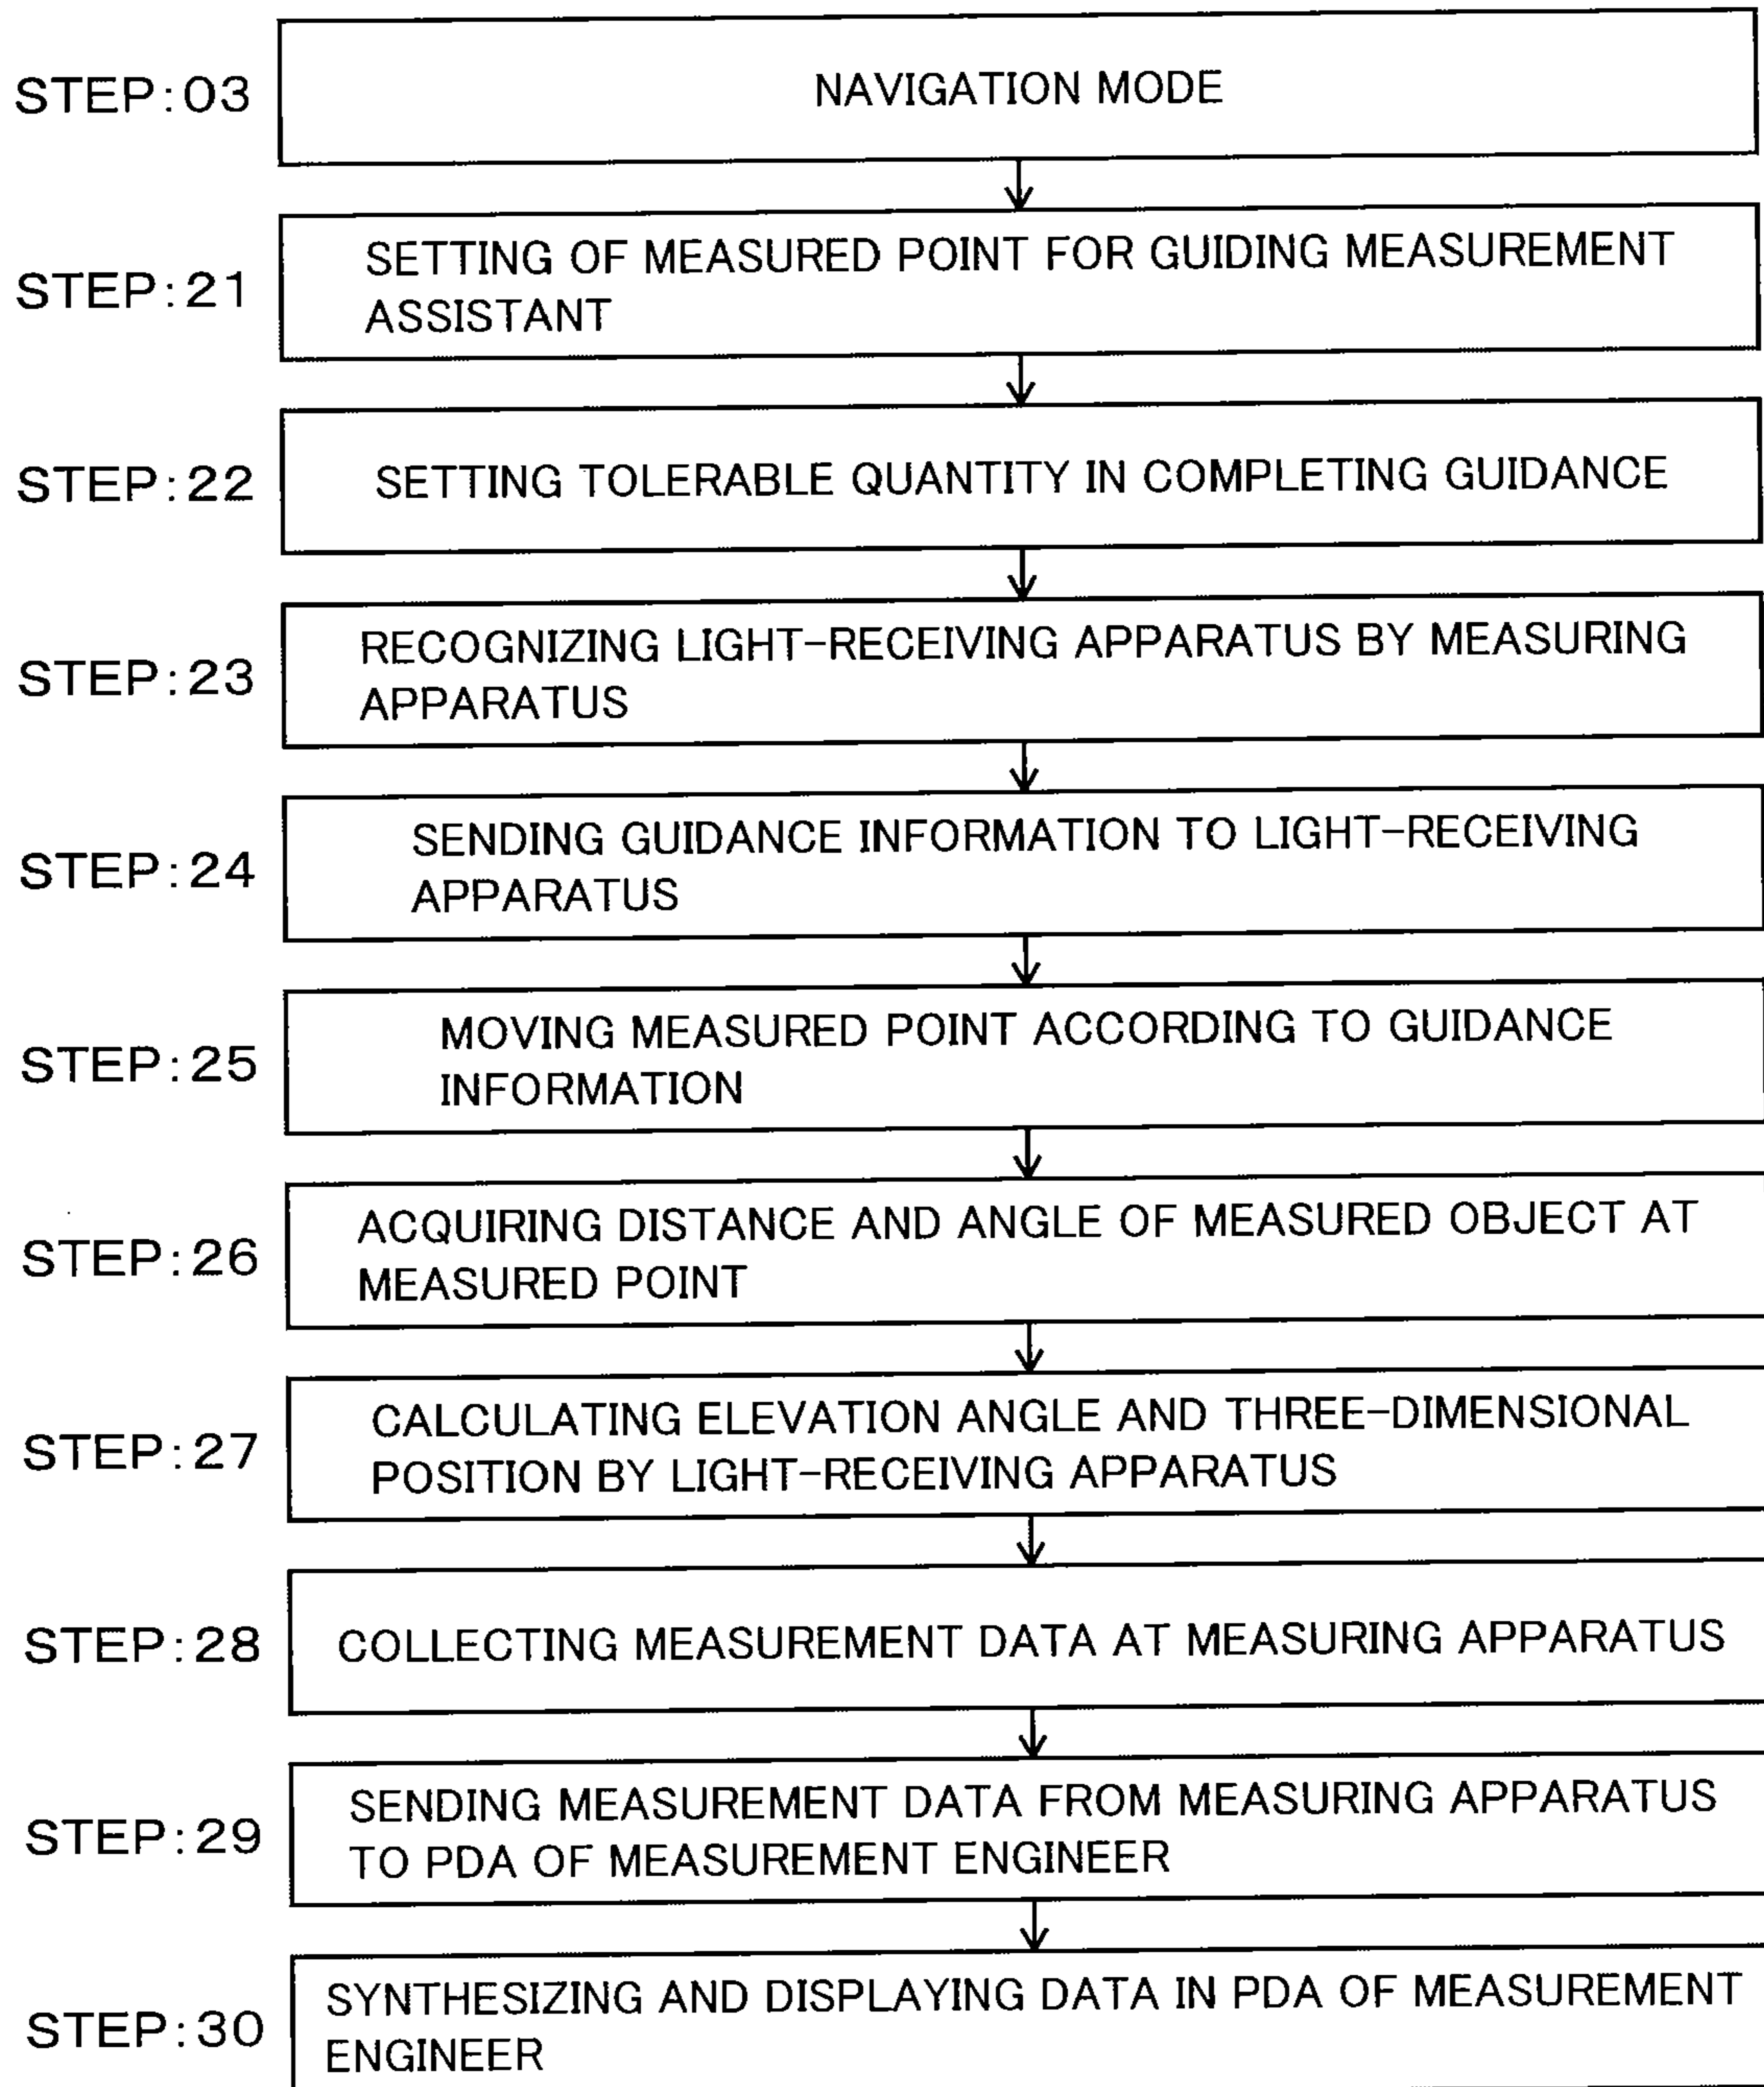 STEP:03
NAVIGATION MODE
STEP:21
SETTING OF MEASURED POINT FOR GUIDING MEASUREMENT
ASSISTANT
STEP:22
SETTING TOLERABLE QUANTITY IN COMPLETING GUIDANCE
STEP:23
RECOGNIZING LIGHT-RECEIVING APPARATUS BY MEASURING
APPARATUS
STEP:24
SENDING GUIDANCE INFORMATION TO LIGHT-RECEIVING
APPARATUS
STEP:25
MOVING MEASURED POINT ACCORDING TO GUIDANCE
INFORMATION
STEP:26
ACQUIRING DISTANCE AND ANGLE OF MEASURED OBJECT AT
MEASURED POINT
STEP:27
CALCULATING ELEVATION ANGLE AND THREE-DIMENSIONAL
POSITION BY LIGHT-RECEIVING APPARATUS
STEP:28
COLLECTING MEASUREMENT DATA AT MEASURING APPARATUS
STEP:29
SENDING MEASUREMENT DATA FROM MEASURING APPARATUS
TO PDA OF MEASUREMENT ENGINEER
STEP:30
SYNTHESIZING AND DISPLAYING DATA IN PDA OF MEASUREMENT
ENGINEER